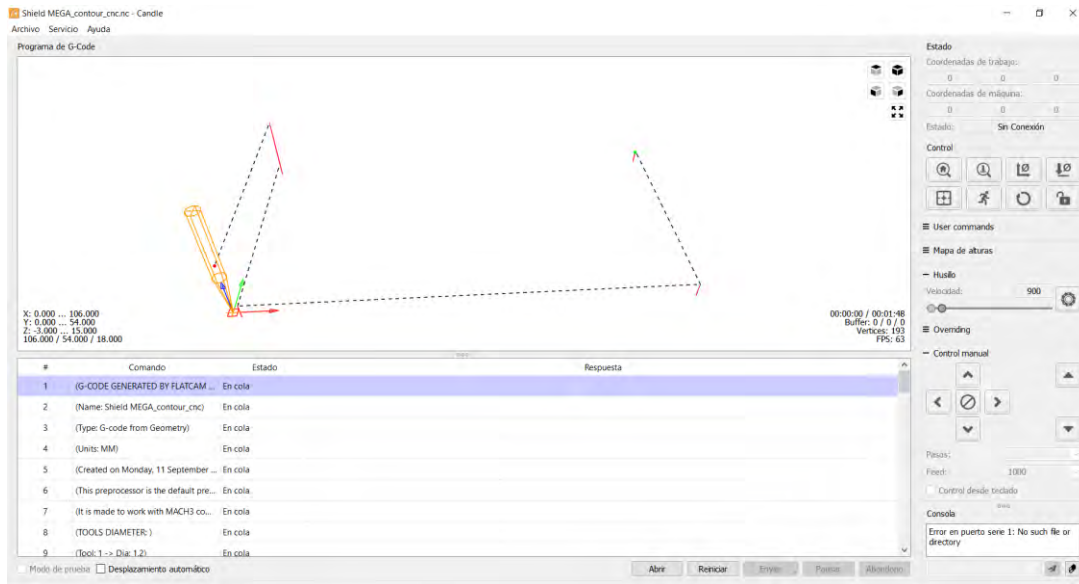 Shield MEGA_contour_cnc.nc - Candle
Archivo Servicio Ayuda
Programa de G-Code
X: 0.000 ... 106.000
Y: 0.000 ... 54.000
Z: -3.000 ... 15.000
106.000 / 54.000 / 18.000
00:00:00 / 00:01:48
Buffer: 0 / 0 / 0
Vertices: 193
FPS: 63
# Comando Estado Respuesta
1 (G-CODE GENERATED BY FLATCAM ... En cola
2 (Name: Shield MEGA_contour_cnc) En cola
3 (Type: G-code from Geometry) En cola
4 (Units: MM) En cola
5 (Created on Monday, 11 September ... En cola
6 (This preprocessor is the default pre... En cola
7 (It is made to work with MACH3 co... En cola
8 (TOOLS DIAMETER: ) En cola
9 (Tool: 1 -> Dia: 1.2) En cola
Modo de prueba Desplazamiento automático
Abrir Reiniciar Enviar Pausar Abandono
Estado
Coordenadas de trabajo:
0 0 0
Coordenadas de máquina:
0 0 0
Estado: Sin Conexión
Control
User commands
Mapa de alturas
Husillo
Velocidad: 900
Overriding
Control manual
Pasos:
Feed: 1000
Control desde teclado
Consola
Error en puerto serie 1: No such file or
directory